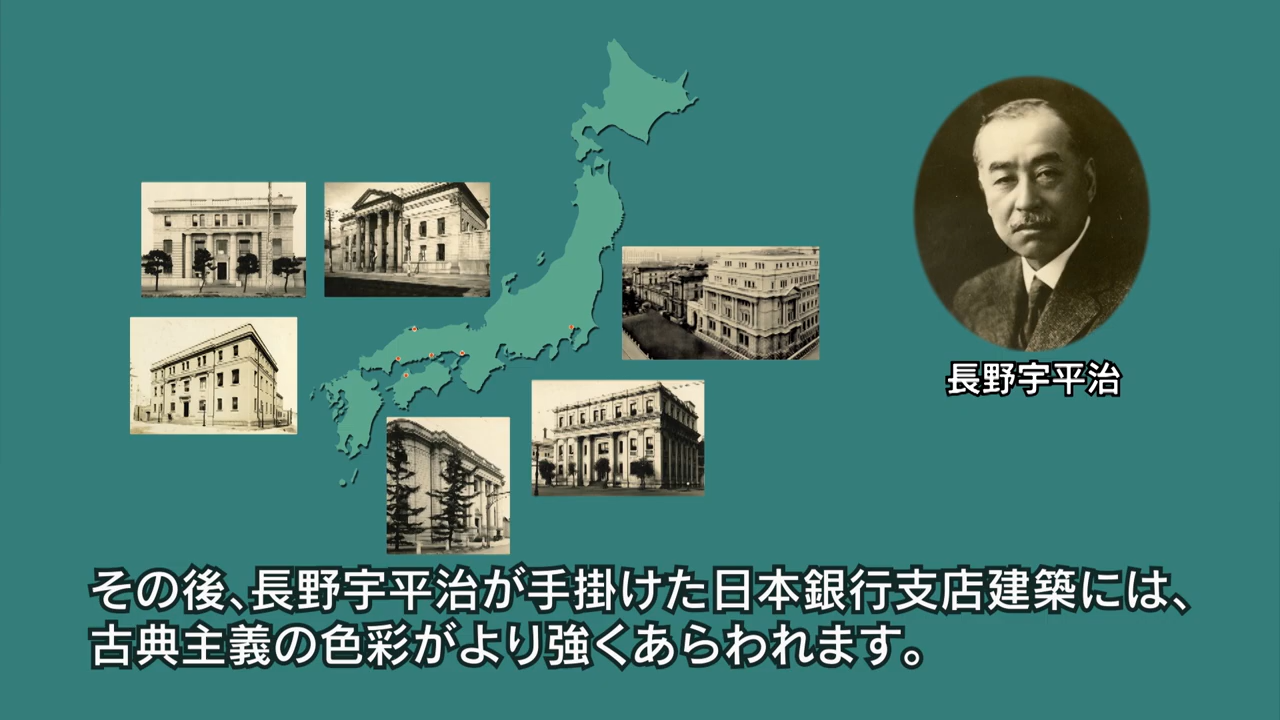 長野宇平治
その後、長野宇平治が手掛けた日本銀行支店建築には、
古典主義の色彩がより強くあらわれます。